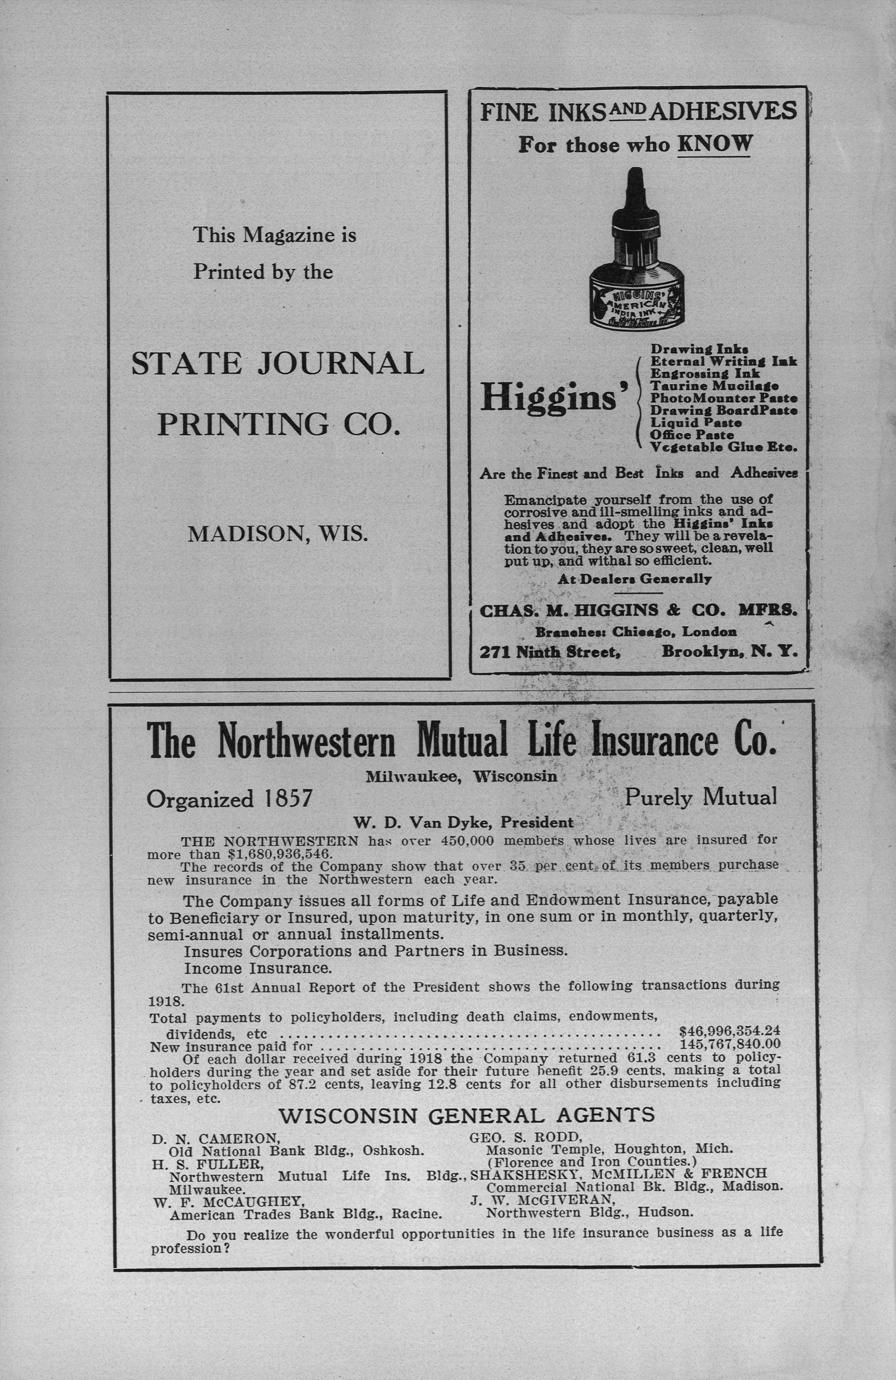 This Magazine is
Printed by the
STATE JOURNAL
PRINTING CO.
MADISON, WIS.
FINE INKS AND ADHESIVES
For those who KNOW
HIGGINS'
AMERICAN
INDIA INK
Higgins'
Drawing Inks
Eternal Writing Ink
Engrossing Ink
Taurine Mucilage
Photo Mounter Paste
Drawing Board Paste
Liquid Paste
Office Paste
Vegetable Glue Etc.
Are the Finest and Best Inks and Adhesives
Emancipate yourself from the use of
corrosive and ill-smelling inks and ad-
hesives and adopt the Higgins' Inks
and Adhesives. They will be a revela-
tion to you, they are so sweet, clean, well
put up, and withal so efficient.
At Dealers Generally
CHAS. M. HIGGINS & CO. MFRS.
Branches: Chicago, London
271 Ninth Street, Brooklyn, N. Y.
The Northwestern Mutual Life Insurance Co.
Milwaukee, Wisconsin
Organized 1857 Purely Mutual
W. D. Van Dyke, President
THE NORTHWESTERN has over 450,000 members whose lives are insured for
more than $1,680,936,546.
The records of the Company show that over 35 per cent of its members purchase
new insurance in the Northwestern each year.
The Company issues all forms of Life and Endowment Insurance, payable
to Beneficiary or Insured, upon maturity, in one sum or in monthly, quarterly,
semi-annual or annual installments.
Insures Corporations and Partners in Business.
Income Insurance.
The 61st Annual Report of the President shows the following transactions during
1918.
Total payments to policyholders, including death claims, endowments,
dividends, etc ................................................ $46,996,354.24
New insurance paid for ........................................... 145,767,840.00
Of each dollar received during 1918 the Company returned 61.3 cents to policy-
holders during the year and set aside for their future benefit 25.9 cents, making a total
to policyholders of 87.2 cents, leaving 12.8 cents for all other disbursements including
taxes, etc.
WISCONSIN GENERAL AGENTS
D. N. CAMERON,
Old National Bank Bldg., Oshkosh.
H. S. FULLER,
Northwestern Mutual Life Ins. Bldg.,
Milwaukee.
W. F. McCAUGHEY,
American Trades Bank Bldg., Racine.
GEO. S. RODD,
Masonic Temple, Houghton, Mich.
(Florence and Iron Counties.)
SHAKSHESKY, McMILLEN & FRENCH
Commercial National Bk. Bldg., Madison.
J. W. McGIVERAN,
Northwestern Bldg., Hudson.
Do you realize the wonderful opportunities in the life insurance business as a life
profession?